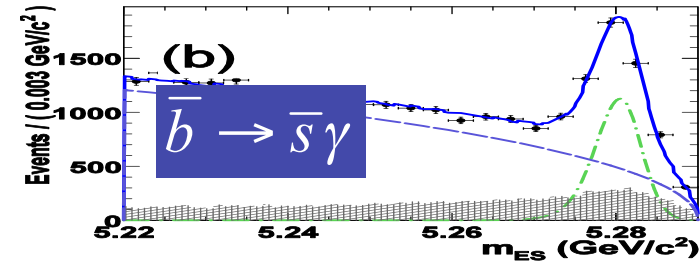 Events / ( 0.003 GeV/c² )
1500
1000
500
0
(b)
b̅ → s̅ γ
5.22 5.24 5.26 5.28
m_ES (GeV/c²)